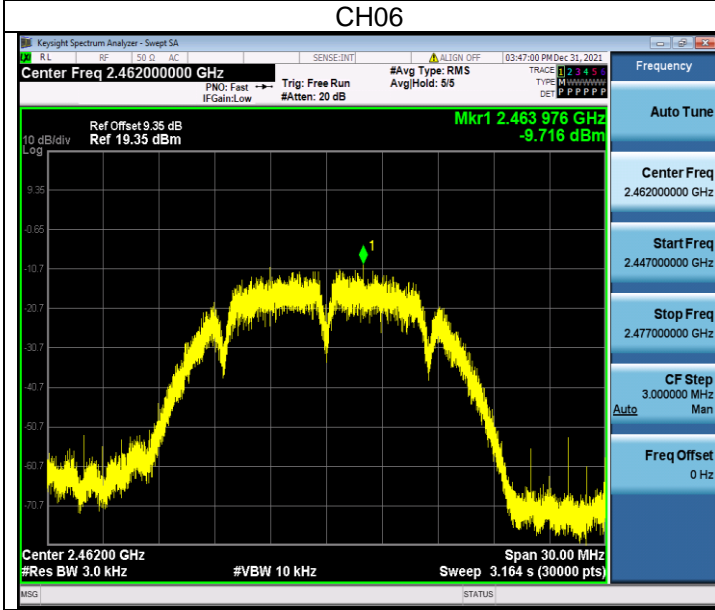 CH06
Keysight Spectrum Analyzer - Swept SA
RL RF 50 Ω AC SENSE:INT ALIGN OFF 03:47:00 PM Dec 31, 2021
Center Freq 2.462000000 GHz
PNO: Fast
IFGain:Low
Trig: Free Run
#Atten: 20 dB
#Avg Type: RMS
Avg|Hold: 5/5
TRACE 1 2 3 4 5 6
TYPE M WWWWW
DET P P P P P P
Ref Offset 9.35 dB
10 dB/div Ref 19.35 dBm
Log
Mkr1 2.463 976 GHz
-9.716 dBm
1
9.35
-0.65
-10.7
-20.7
-30.7
-40.7
-50.7
-60.7
-70.7
Center 2.46200 GHz Span 30.00 MHz
#Res BW 3.0 kHz #VBW 10 kHz Sweep 3.164 s (30000 pts)
MSG STATUS
Frequency
Auto Tune
Center Freq
2.462000000 GHz
Start Freq
2.447000000 GHz
Stop Freq
2.477000000 GHz
CF Step
3.000000 MHz
Auto Man
Freq Offset
0 Hz